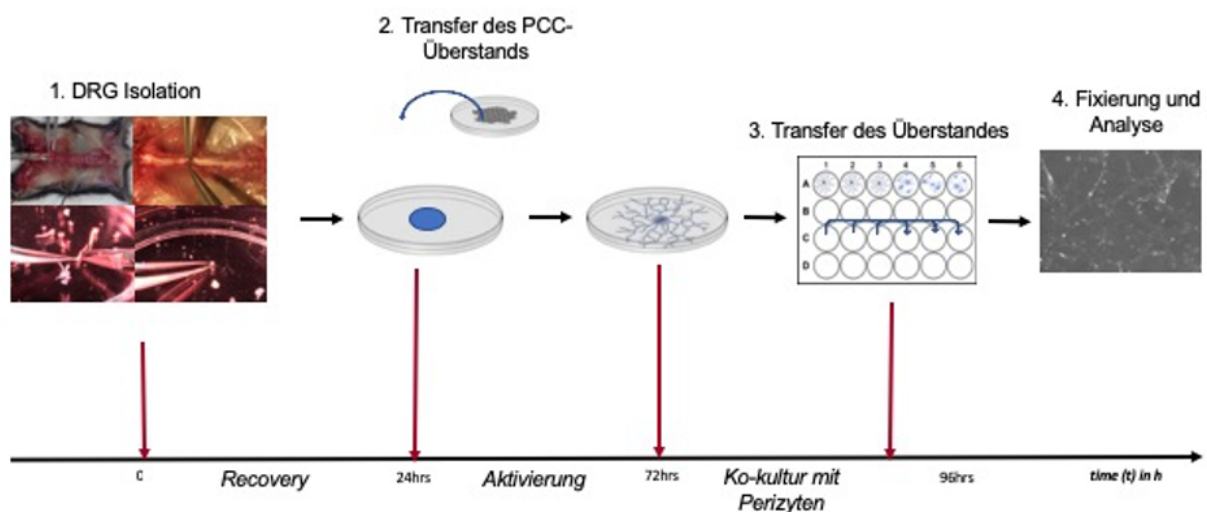 1. DRG Isolation
2. Transfer des PCC-
Überstands
3. Transfer des Überstandes
1 2 3 4 5 6
A
B
C
D
4. Fixierung und
Analyse
0
Recovery
24hrs
Aktivierung
72hrs
Ko-kultur mit
Perizyten
96hrs
time (t) in h